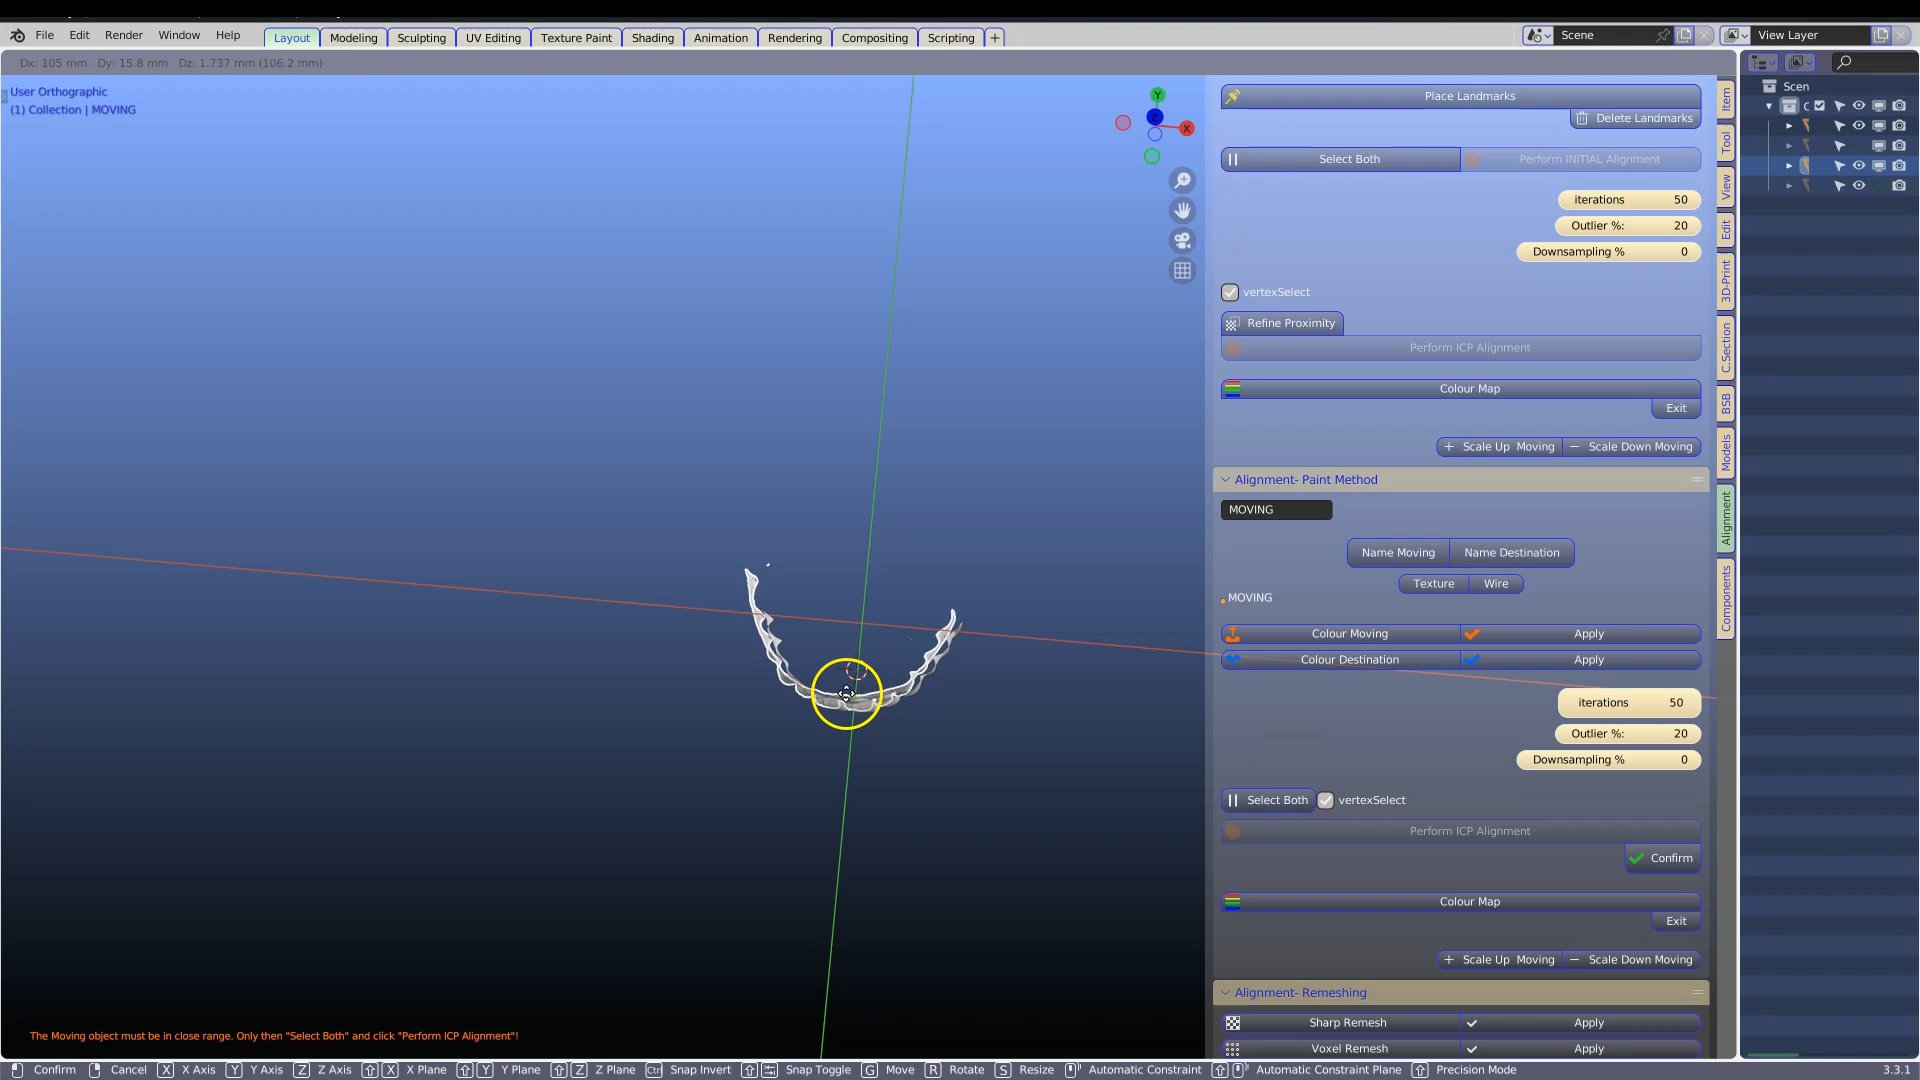 File Edit Render Window Help Layout Modeling Sculpting UV Editing Texture Paint Shading Animation Rendering Compositing Scripting + Scene View Layer
Dx: 105 mm Dy: 15.8 mm Dz: 1.737 mm (106.2 mm)
User Orthographic
(1) Collection | MOVING
Y
Z
X
Place Landmarks
Delete Landmarks
Select Both Perform INITIAL Alignment
iterations 50
Outlier %: 20
Downsampling % 0
vertexSelect
Refine Proximity
Perform ICP Alignment
Colour Map
Exit
+ Scale Up Moving − Scale Down Moving
Alignment- Paint Method
MOVING
Name Moving Name Destination
Texture Wire
MOVING
Colour Moving Apply
Colour Destination Apply
iterations 50
Outlier %: 20
Downsampling % 0
Select Both vertexSelect
Perform ICP Alignment
Confirm
Colour Map
Exit
+ Scale Up Moving − Scale Down Moving
Alignment- Remeshing
Sharp Remesh Apply
Voxel Remesh Apply
Item
Tool
View
Edit
3D-Print
C.Section
BSB
Models
Alignment
Components
Scen
C
The Moving object must be in close range. Only then "Select Both" and click "Perform ICP Alignment"!
Confirm Cancel X X Axis Y Y Axis Z Z Axis X X Plane Y Y Plane Z Z Plane Ctrl Snap Invert Snap Toggle G Move R Rotate S Resize Automatic Constraint Automatic Constraint Plane Precision Mode 3.3.1